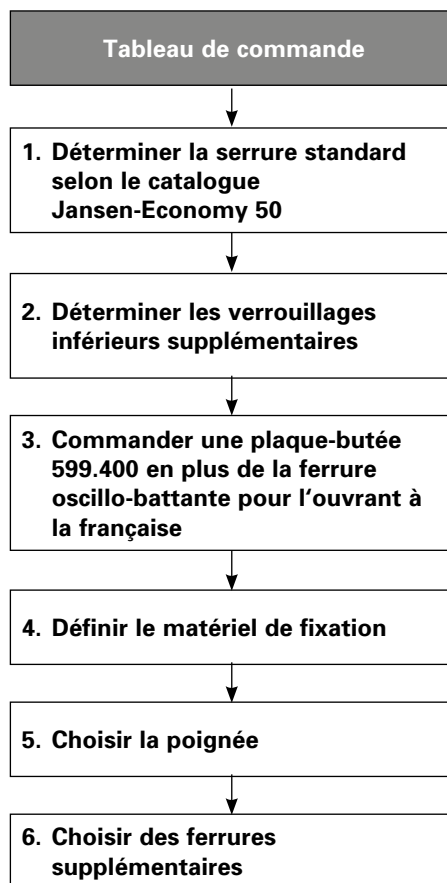 Tableau de commande
1. Déterminer la serrure standard
selon le catalogue
Jansen-Economy 50
2. Déterminer les verrouillages
inférieurs supplémentaires
3. Commander une plaque-butée
599.400 en plus de la ferrure
oscillo-battante pour l‘ouvrant à
la française
4. Définir le matériel de fixation
5. Choisir la poignée
6. Choisir des ferrures
supplémentaires